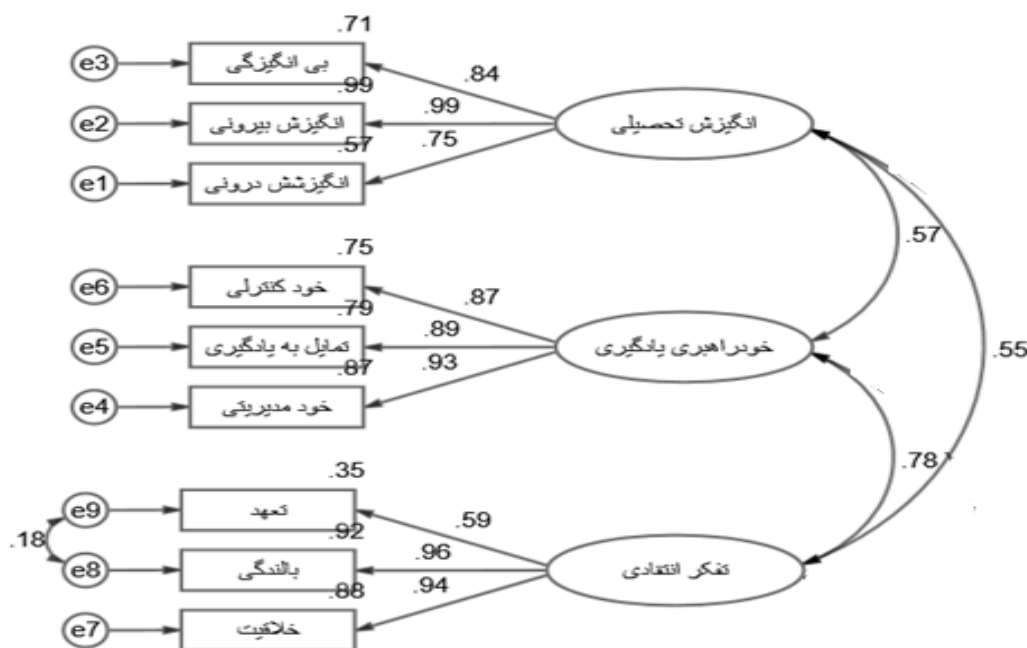 .71
e3 بی انگیزگی
.84
.99
e2 انگیزش بیرونی
.99
انگیزش تحصیلی
.57
.75
e1 انگیزشش درونی
.57
.75
e6 خود کنترلی
.87
.79
e5 تمایل به یادگیری
.89
خودراهبری یادگیری
.55
.87
.93
e4 خود مدیریتی
.78
.35
e9 تعهد
.59
.92
.18
e8 بالندگی
.96
تفکر انتقادی
.88
.94
e7 خلاقیت